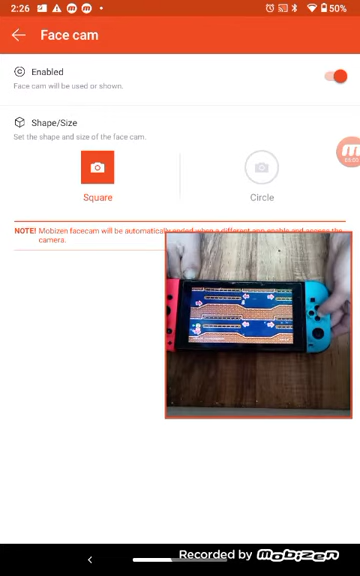 2:26
50%
Face cam
Enabled
Face cam will be used or shown.
Shape/Size
Set the shape and size of the face cam.
Square
Circle
NOTE! Mobizen facecam will be automatically ended when a different app enable and access the
camera.
Recorded by Mobizen